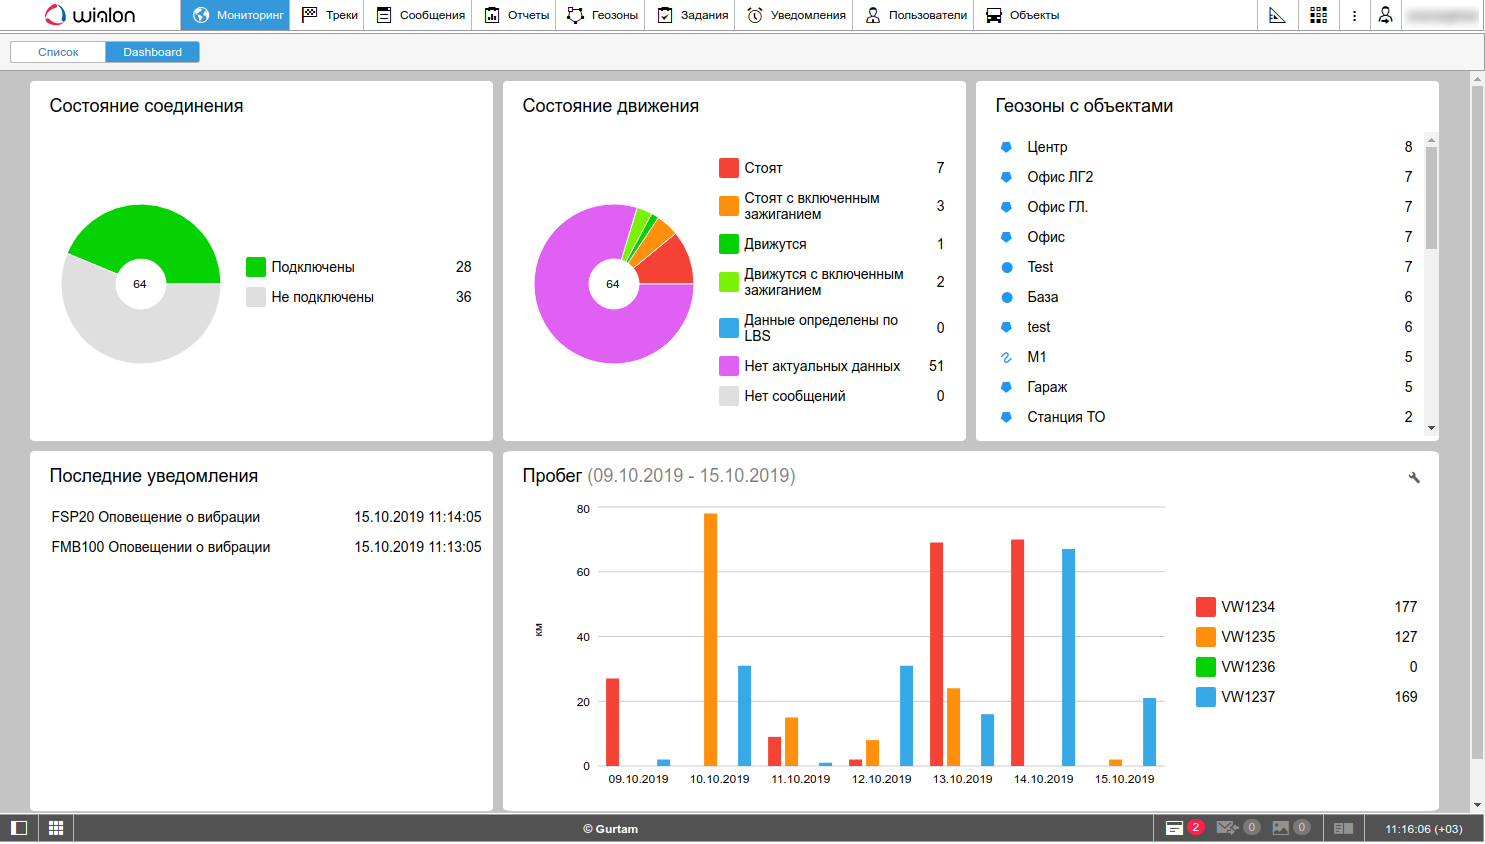 wialon
Мониторинг
Треки
Сообщения
Отчеты
Геозоны
Задания
Уведомления
Пользователи
Объекты
Список
Dashboard
Состояние соединения
64
Подключены 28
Не подключены 36
Состояние движения
64
Стоят 7
Стоят с включенным
зажиганием 3
Движутся 1
Движутся с включенным
зажиганием 2
Данные определены по
LBS 0
Нет актуальных данных 51
Нет сообщений 0
Геозоны с объектами
Центр 8
Офис ЛГ2 7
Офис ГЛ. 7
Офис 7
Test 7
База 6
test 6
М1 5
Гараж 5
Станция ТО 2
Последние уведомления
FSP20 Оповещение о вибрации 15.10.2019 11:14:05
FMB100 Оповещении о вибрации 15.10.2019 11:13:05
Пробег (09.10.2019 - 15.10.2019)
80
60
40
20
0
км
09.10.2019 10.10.2019 11.10.2019 12.10.2019 13.10.2019 14.10.2019 15.10.2019
VW1234 177
VW1235 127
VW1236 0
VW1237 169
© Gurtam
2
0
0
11:16:06 (+03)